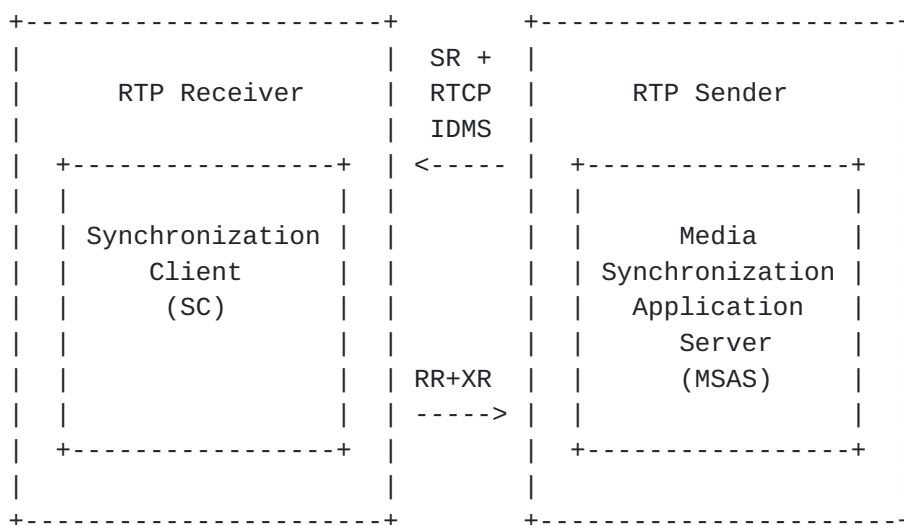 SR +
RTP Receiver RTCP RTP Sender
IDMS
<-----
Synchronization Media
Client Synchronization
(SC) Application
Server
RR+XR (MSAS)
----->